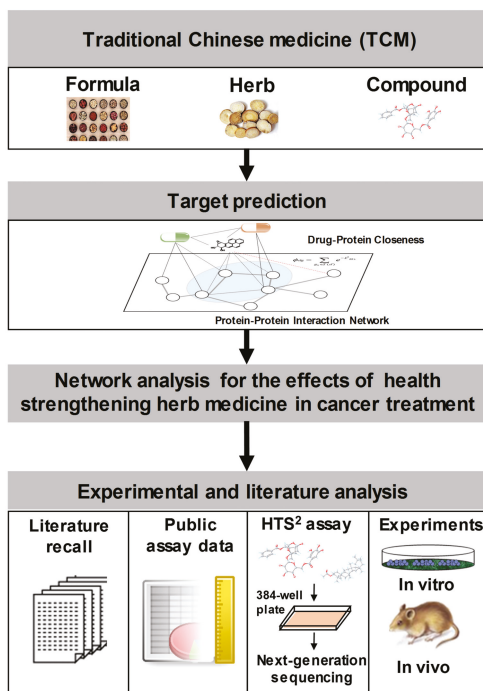 Traditional Chinese medicine (TCM)
Formula
Herb
Compound
Target prediction
Drug-Protein Closeness
Protein-Protein Interaction Network
Network analysis for the effects of health
strengthening herb medicine in cancer treatment
Experimental and literature analysis
Literature
recall
Public
assay data
HTS² assay
384-well
plate
Next-generation
sequencing
Experiments
In vitro
In vivo